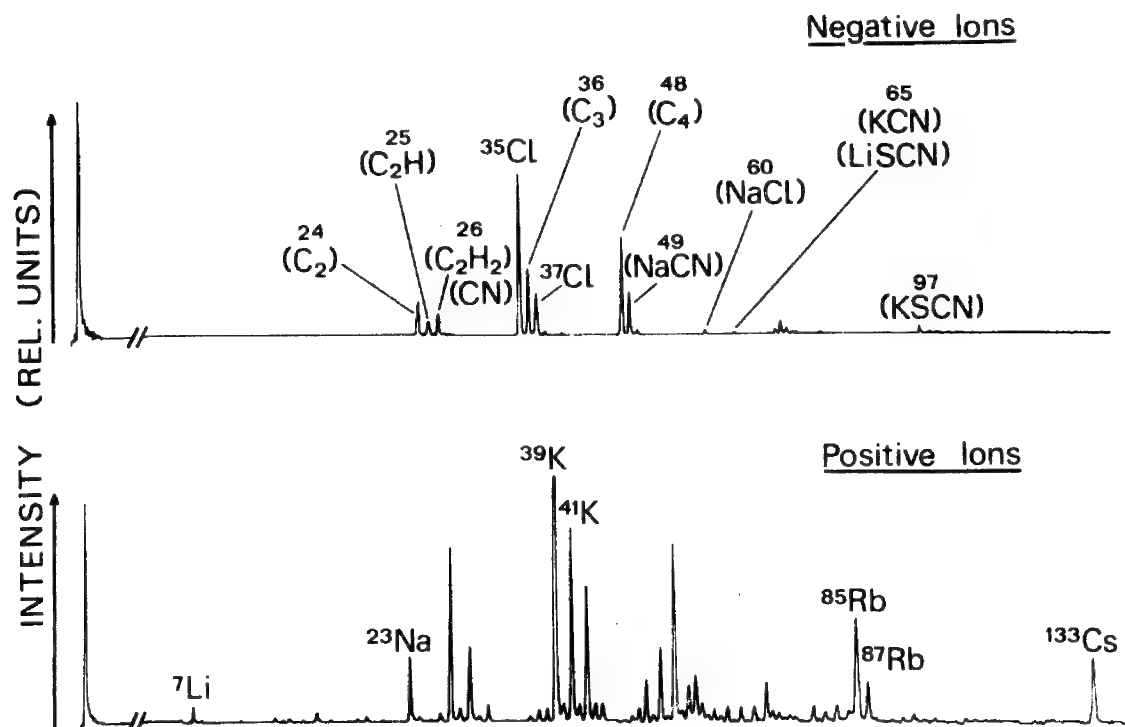 Negative Ions
36
(C₃)
48
(C₄)
65
(KCN)
(LiSCN)
25
(C₂H)
³⁵Cl
60
(NaCl)
24
(C₂)
26
(C₂H₂)
(CN)
³⁷Cl
49
(NaCN)
97
(KSCN)
INTENSITY (REL. UNITS)
Positive Ions
³⁹K
⁴¹K
²³Na
⁷Li
⁸⁵Rb
⁸⁷Rb
¹³³Cs